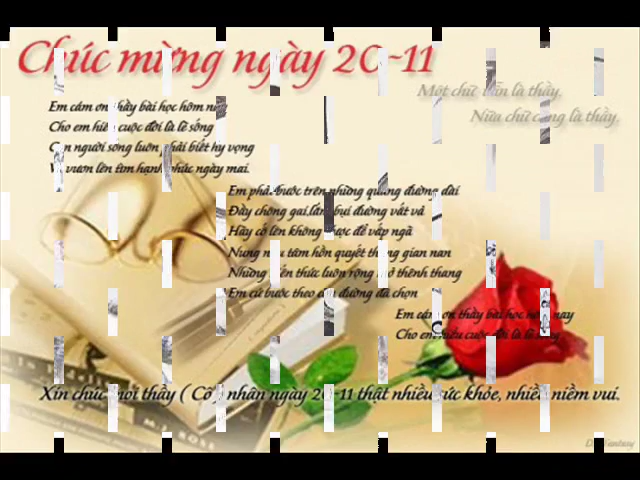 Chúc mừng ngày 20-11
Một chữ vẫn là thầy.
Nửa chữ cũng là thầy.
Em cám ơn thầy bài học hôm nay
Cho em hiểu cuộc đời là lẽ sống
Con người sống luôn phải biết hy vọng
Và vươn lên tìm hạnh phúc ngày mai.
Em phải bước trên những quãng đường dài
Đầy chông gai, lầm bụi đường vất vả
Hãy cố lên không được để vấp ngã
Nung nấu tâm hồn quyết thắng gian nan
Những kiến thức luôn rộng mở thênh thang
Em cứ bước theo con đường đã chọn
Em cám ơn thầy bài học hôm nay
Cho em hiểu cuộc đời là lẽ sống
Xin chúc mọi thầy ( Cô ) nhân ngày 20-11 thật nhiều sức khỏe, nhiều niềm vui.
M.J. ROSE